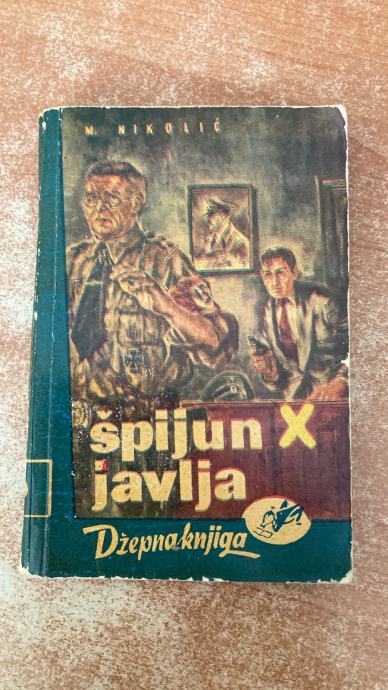 M. NIKOLIĆ
špijun X
javlja
Džepna knjiga